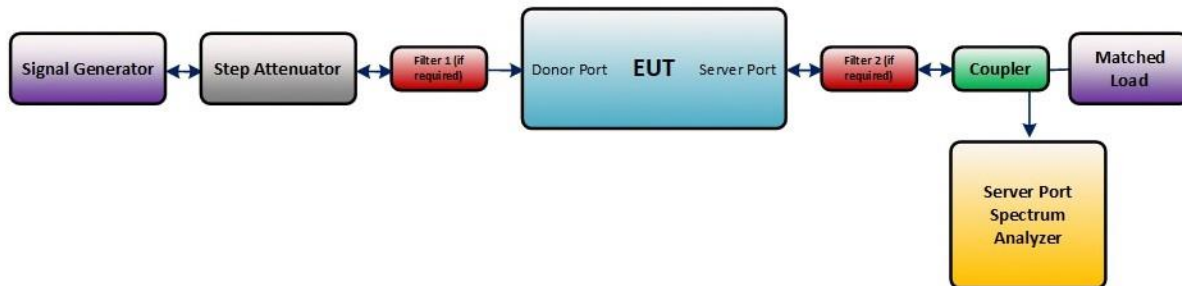 Signal Generator
Step Attenuator
Filter 1 (if
required)
Donor Port
EUT
Server Port
Filter 2 (if
required)
Coupler
Matched
Load
Server Port
Spectrum
Analyzer